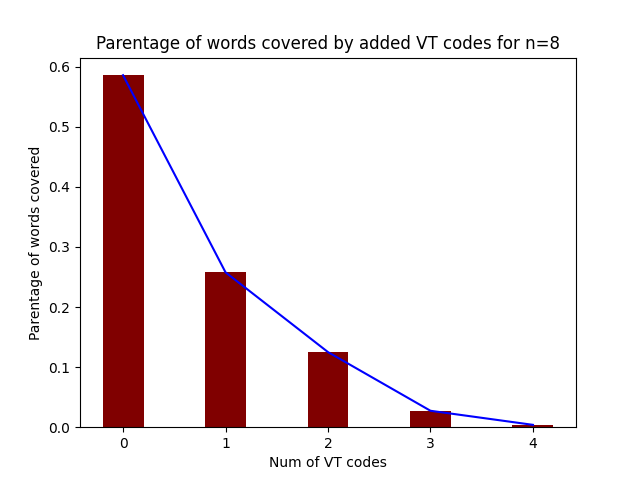 Parentage of words covered by added VT codes for n=8
Parentage of words covered
0.6
0.5
0.4
0.3
0.2
0.1
0.0
0 1 2 3 4
Num of VT codes